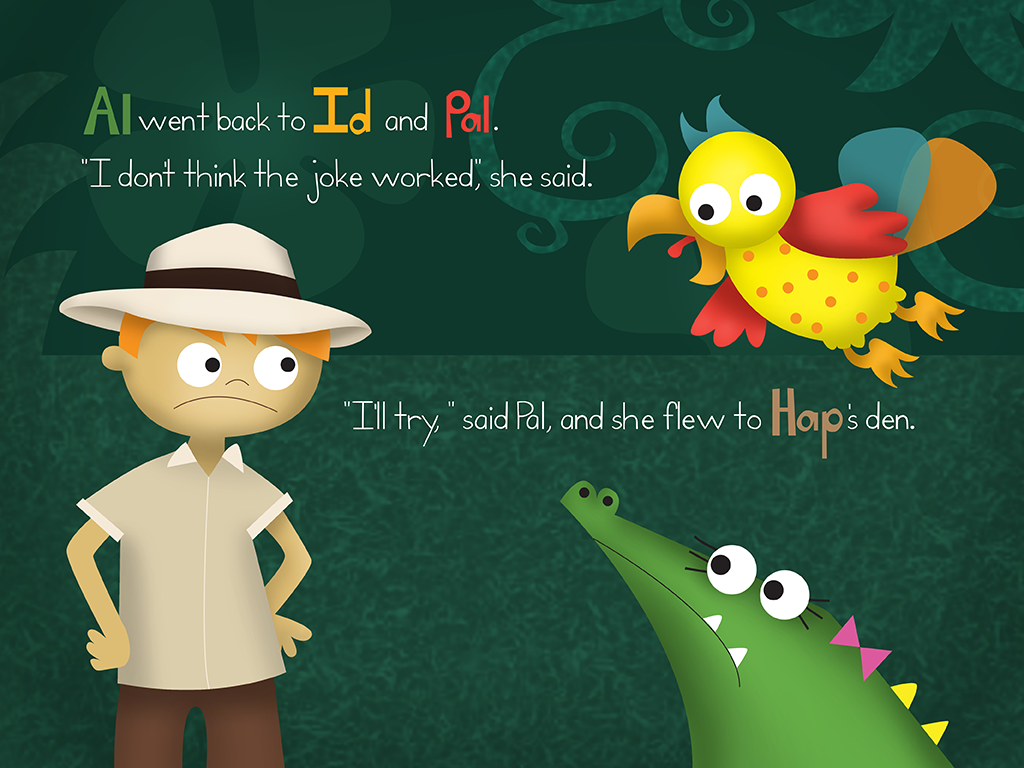 Al went back to Id and Pal.
"I don't think the joke worked", she said.
"I'll try, " said Pal, and she flew to Hap's den.